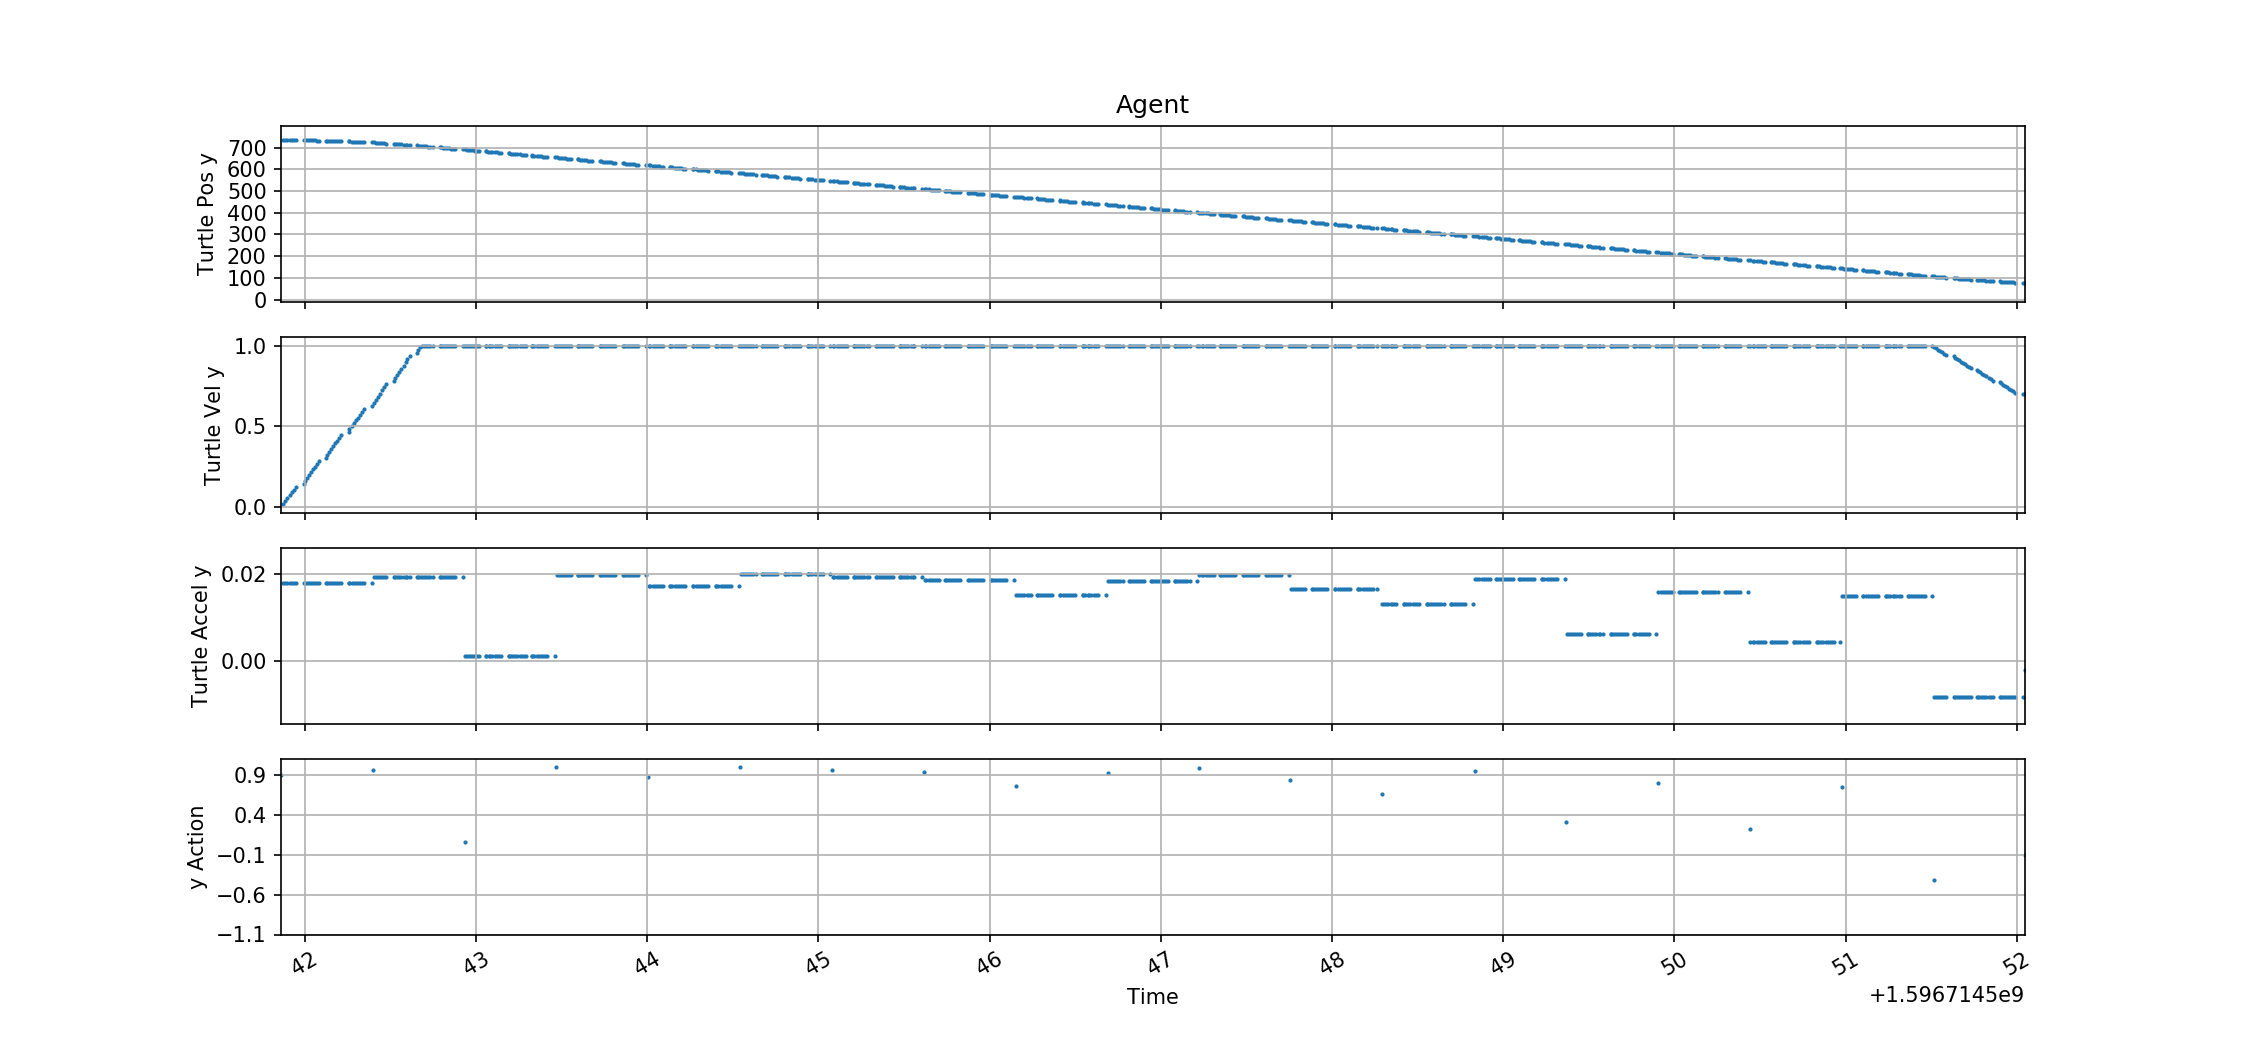 Agent
Turtle Pos y
700
600
500
400
300
200
100
0
Turtle Vel y
1.0
0.5
0.0
Turtle Accel y
0.02
0.00
y Action
0.9
0.4
−0.1
−0.6
−1.1
42 43 44 45 46 47 48 49 50 51 52
Time
+1.5967145e9